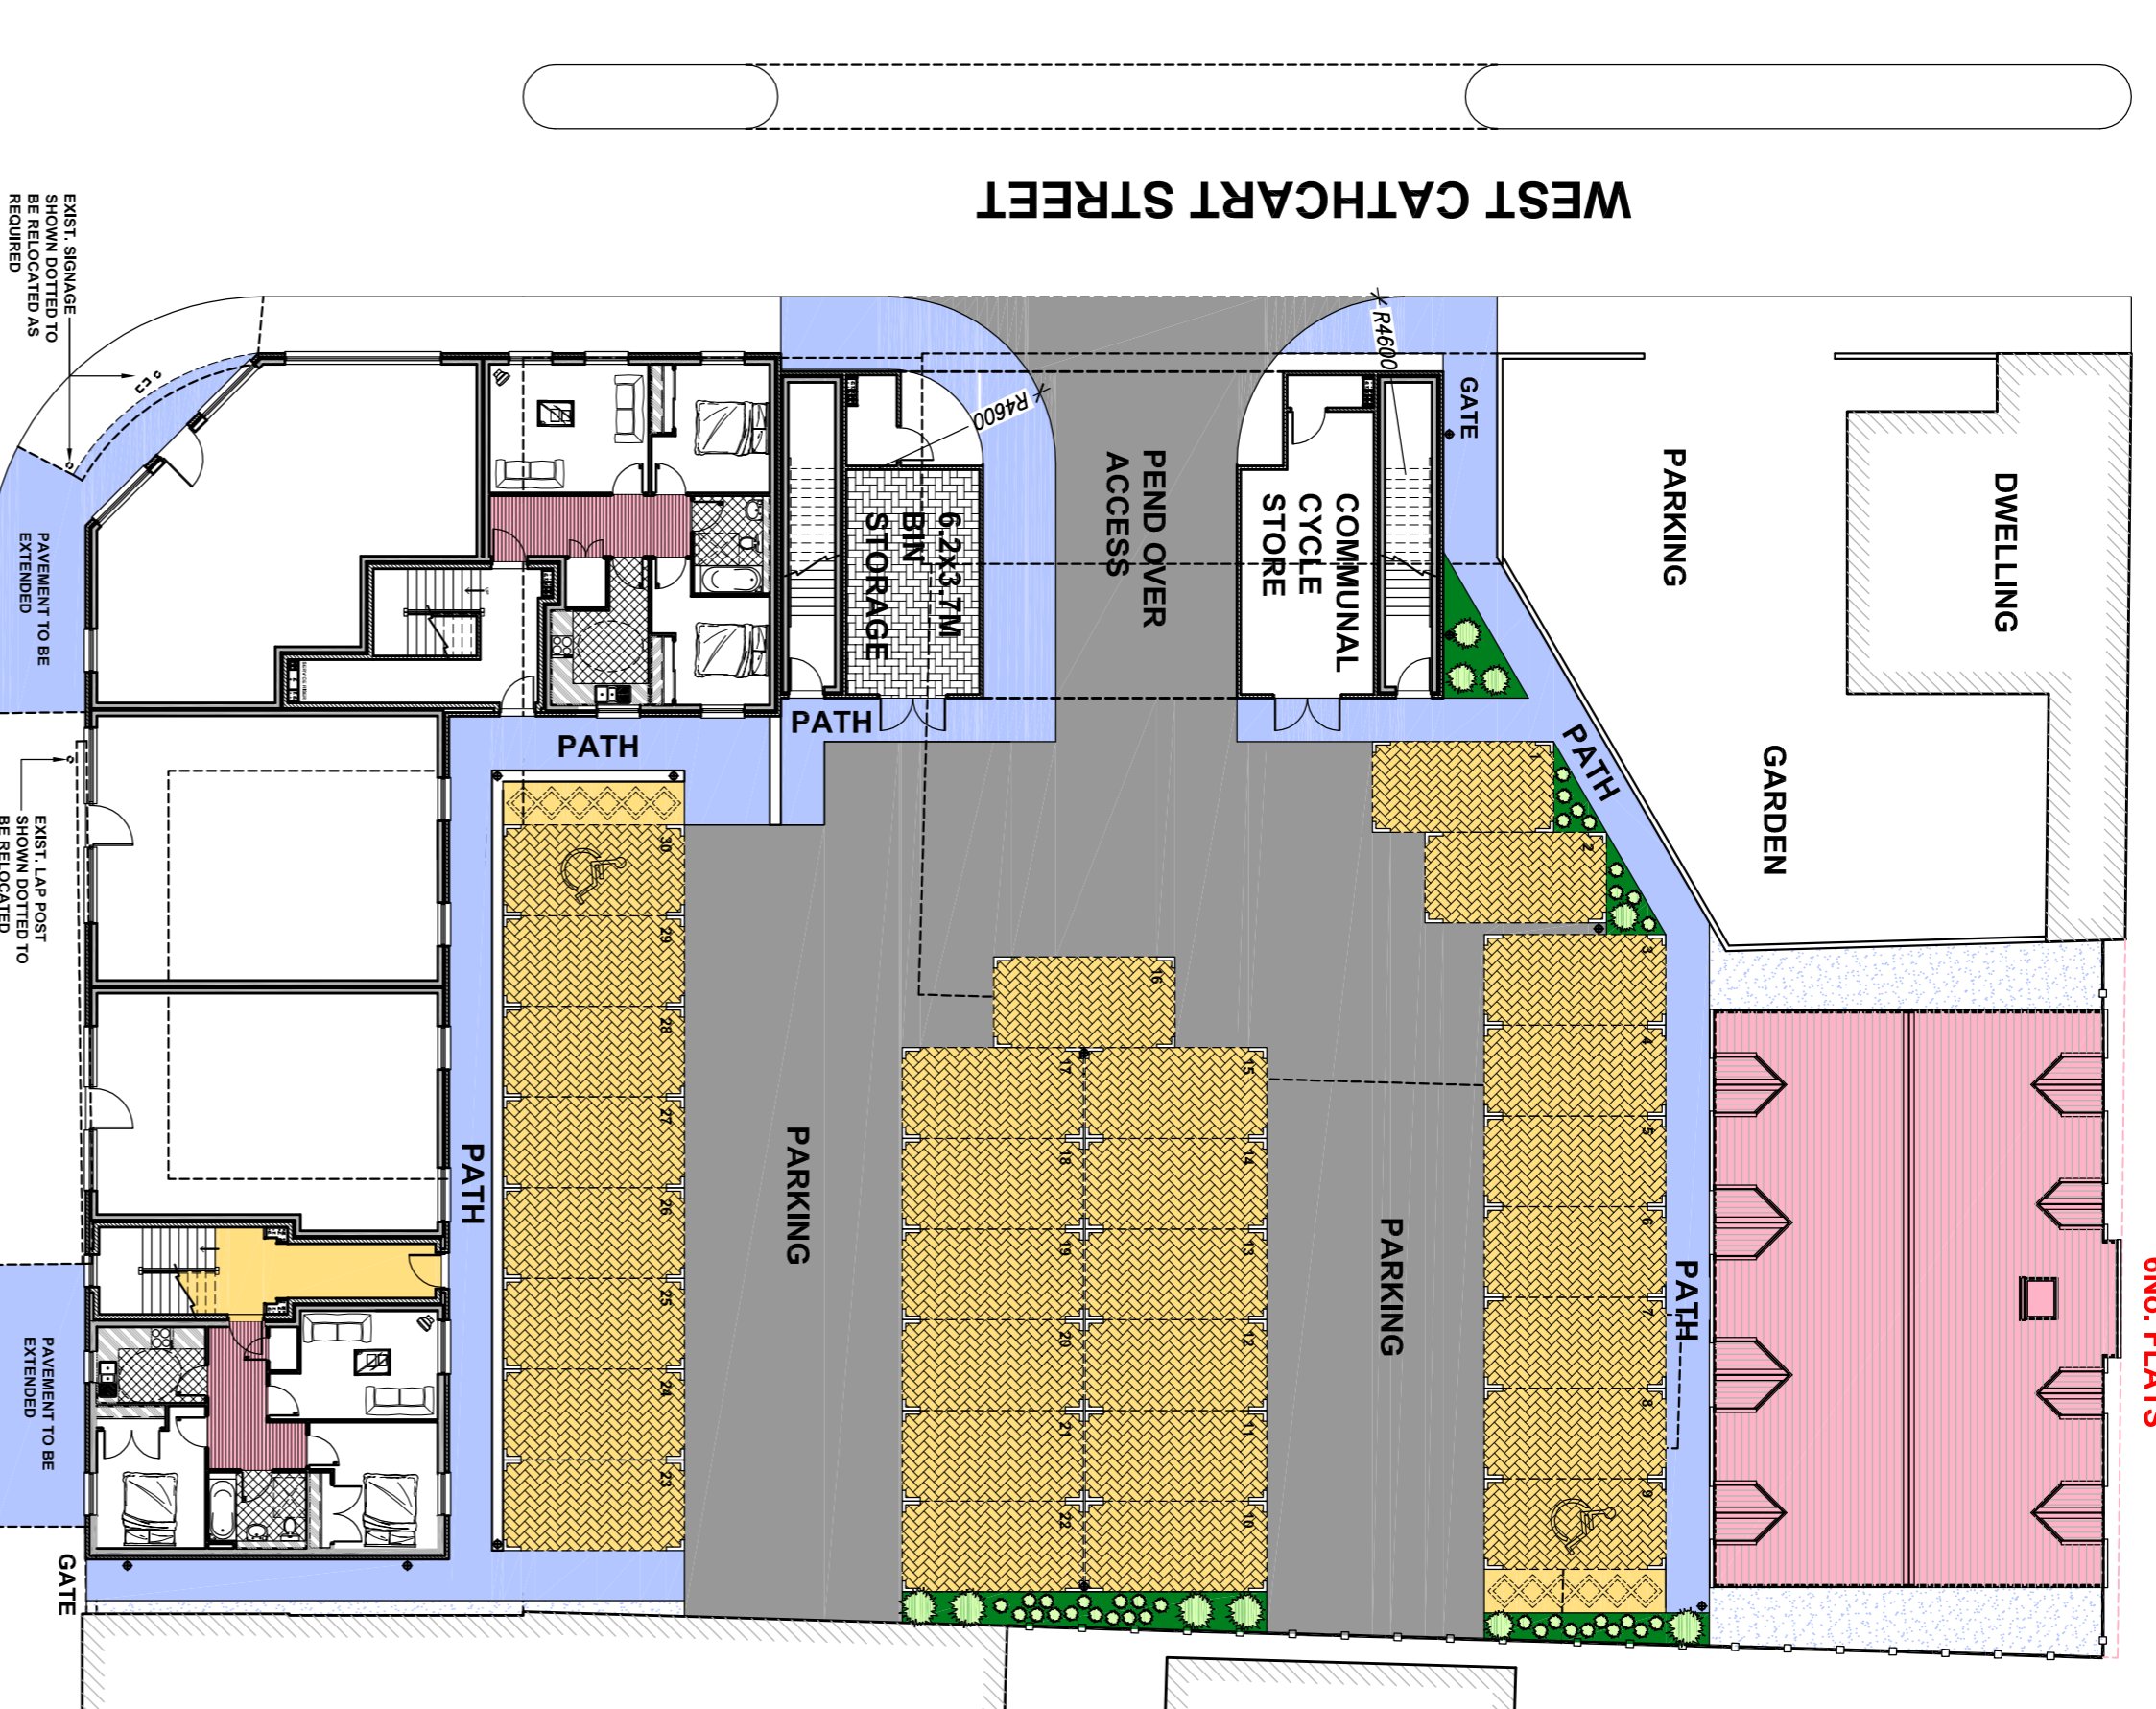 WEST CATHCART STREET
EXIST. SIGNAGE
SHOWN DOTTED TO
BE RELOCATED AS
REQUIRED
R4600
R4600
GATE
PEND OVER
ACCESS
COMMUNAL
CYCLE
STORE
6.2x3.7M
BIN
STORAGE
PARKING
DWELLING
GARDEN
PAVEMENT TO BE
EXTENDED
PATH
PATH
PATH
EXIST. LAP POST
SHOWN DOTTED TO
BE RELOCATED
1
2
3
4
5
6
7
8
9
10
11
12
13
14
15
16
17
18
19
20
21
22
23
24
25
26
27
28
29
30
PATH
PARKING
PARKING
PATH
6No. FLATS
PAVEMENT TO BE
EXTENDED
GATE